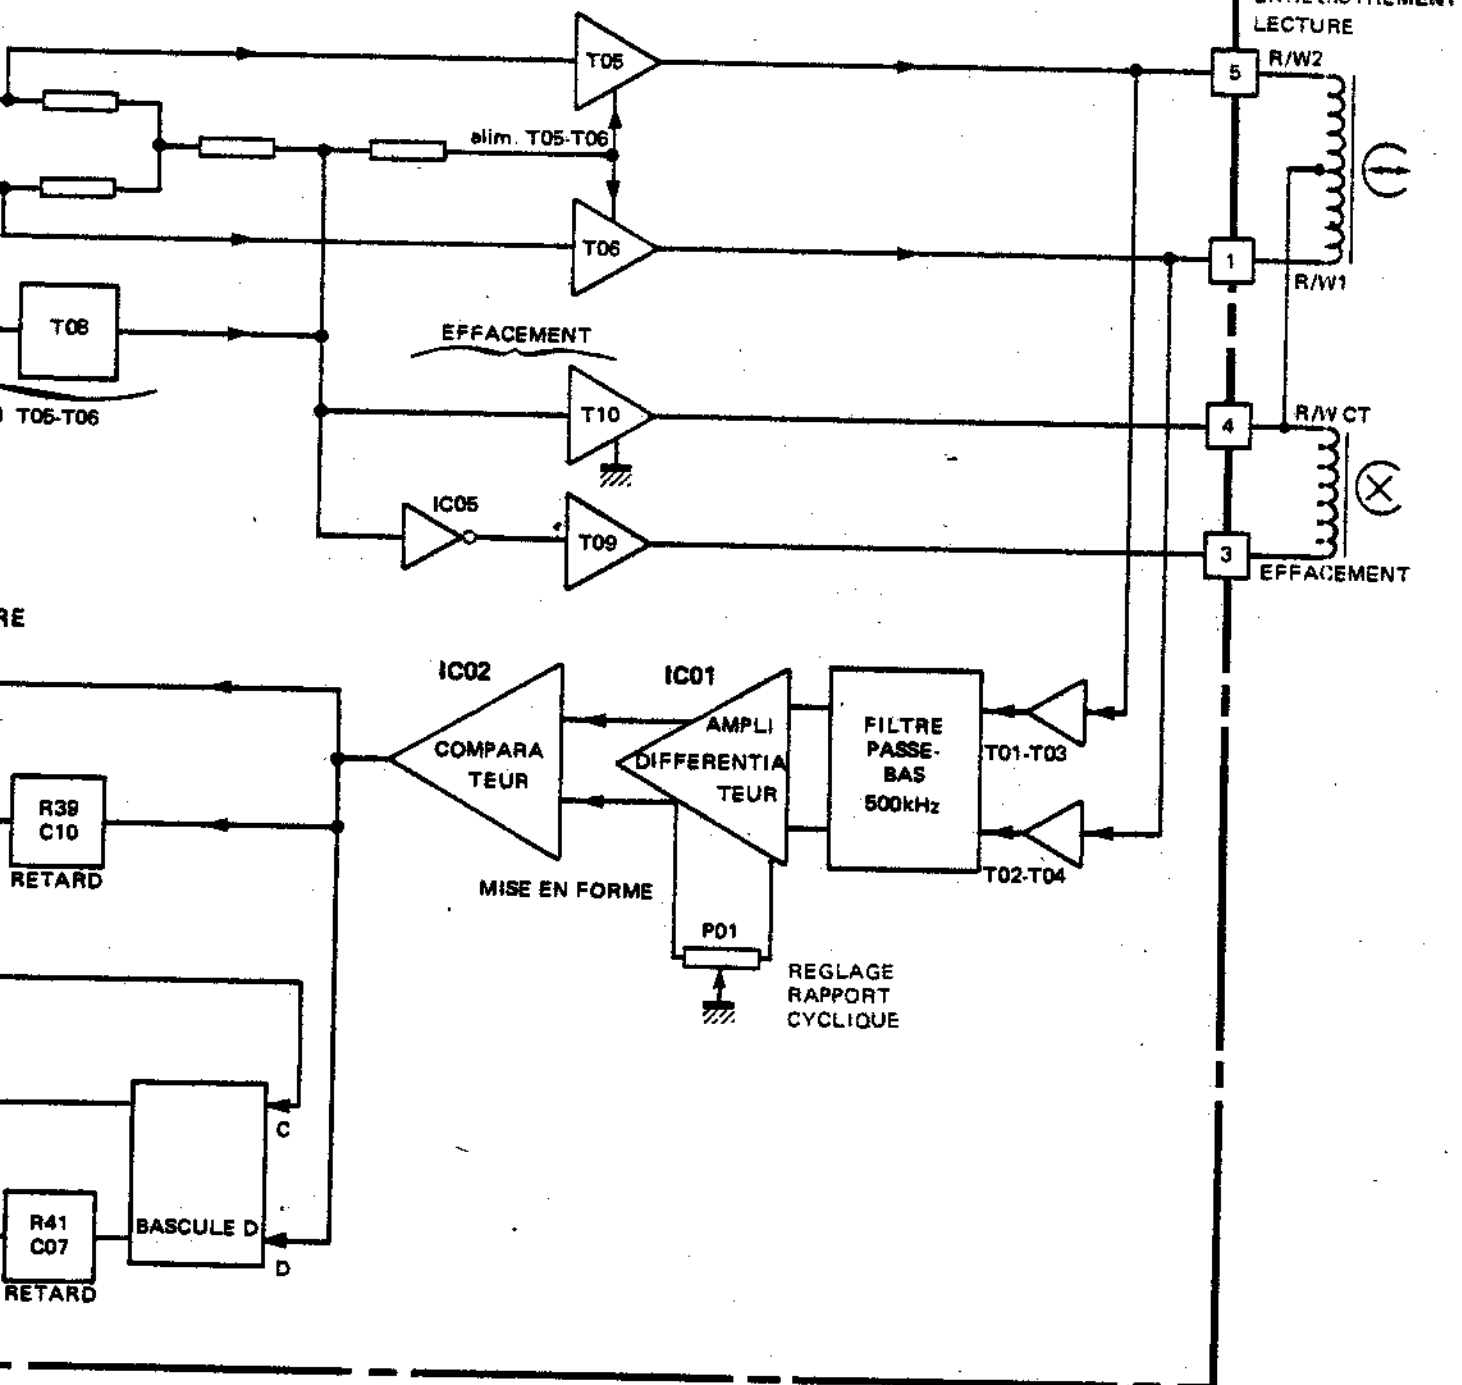 LECTURE
R/W2
5
T05
alim. T05-T06
T06
1
R/W1
T08
EFFACEMENT
T05-T06
T10
4
R/W CT
IC05
T09
3
EFFACEMENT
RE
IC02
COMPARA
TEUR
IC01
AMPLI
DIFFERENTIA
TEUR
FILTRE
PASSE-
BAS
500kHz
T01-T03
T02-T04
R39
C10
RETARD
MISE EN FORME
P01
REGLAGE
RAPPORT
CYCLIQUE
C
BASCULE D
D
R41
C07
RETARD